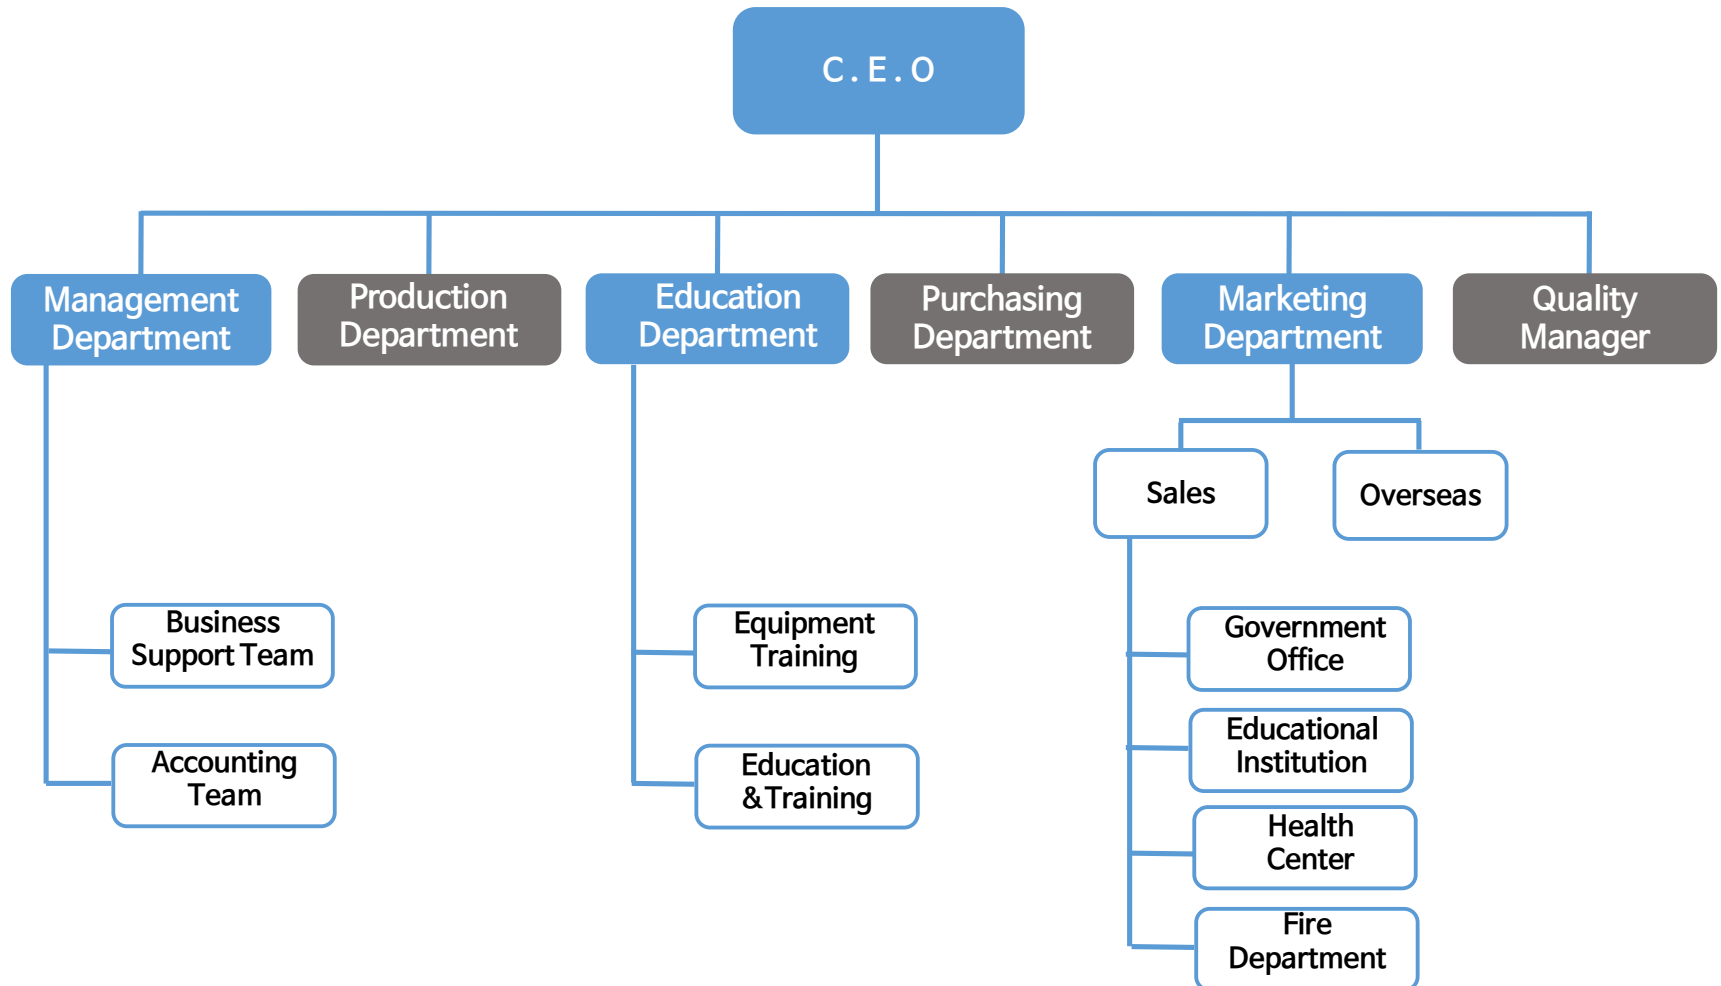 C.E.O
Management
Department
Production
Department
Education
Department
Purchasing
Department
Marketing
Department
Quality
Manager
Sales
Overseas
Business
Support Team
Accounting
Team
Equipment
Training
Education
&Training
Government
Office
Educational
Institution
Health
Center
Fire
Department